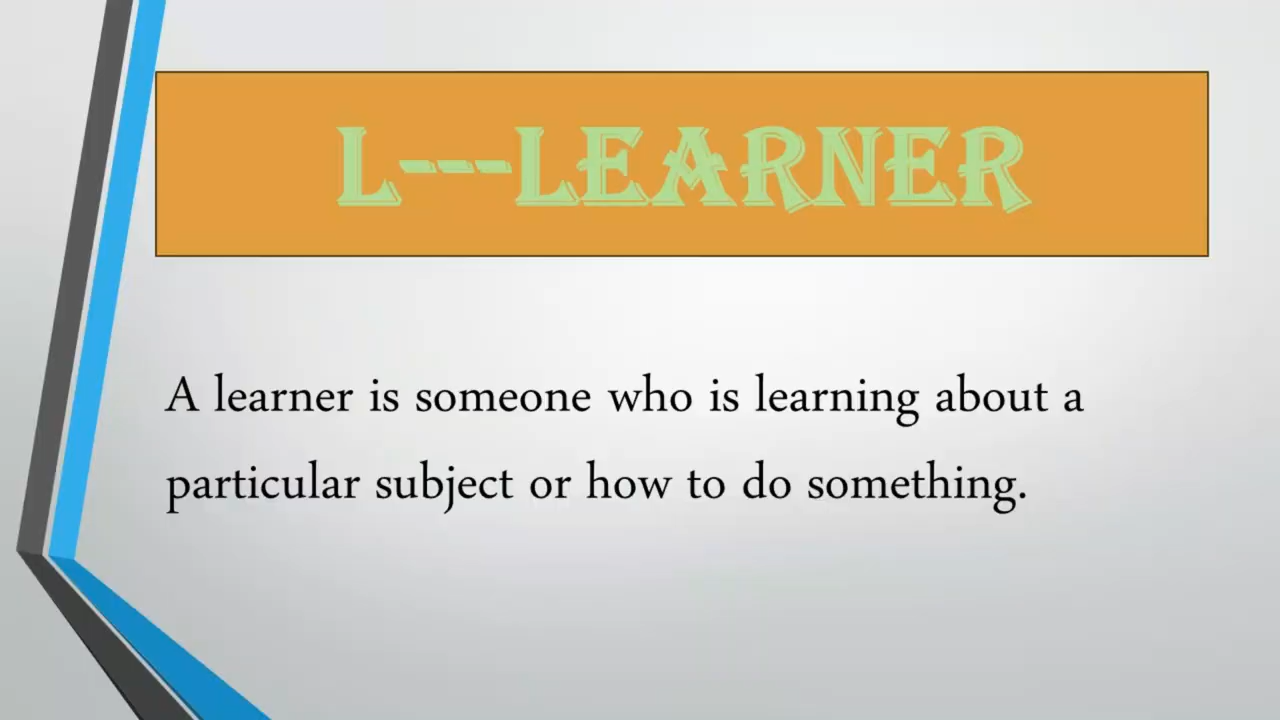 L---LEARNER
A learner is someone who is learning about a
particular subject or how to do something.